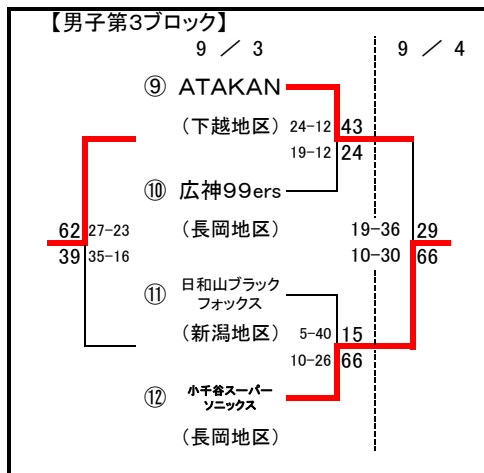 【男子第3ブロック】
9 ／ 3
9 ／ 4
⑨ ATAKAN
(下越地区)
24-12 43
19-12 24
⑩ 広神99ers
(長岡地区)
62 27-23
39 35-16
19-36 29
10-30 66
⑪ 日和山ブラック
フォックス
(新潟地区)
5-40 15
10-26 66
⑫ 小千谷スーパー
ソニックス
(長岡地区)